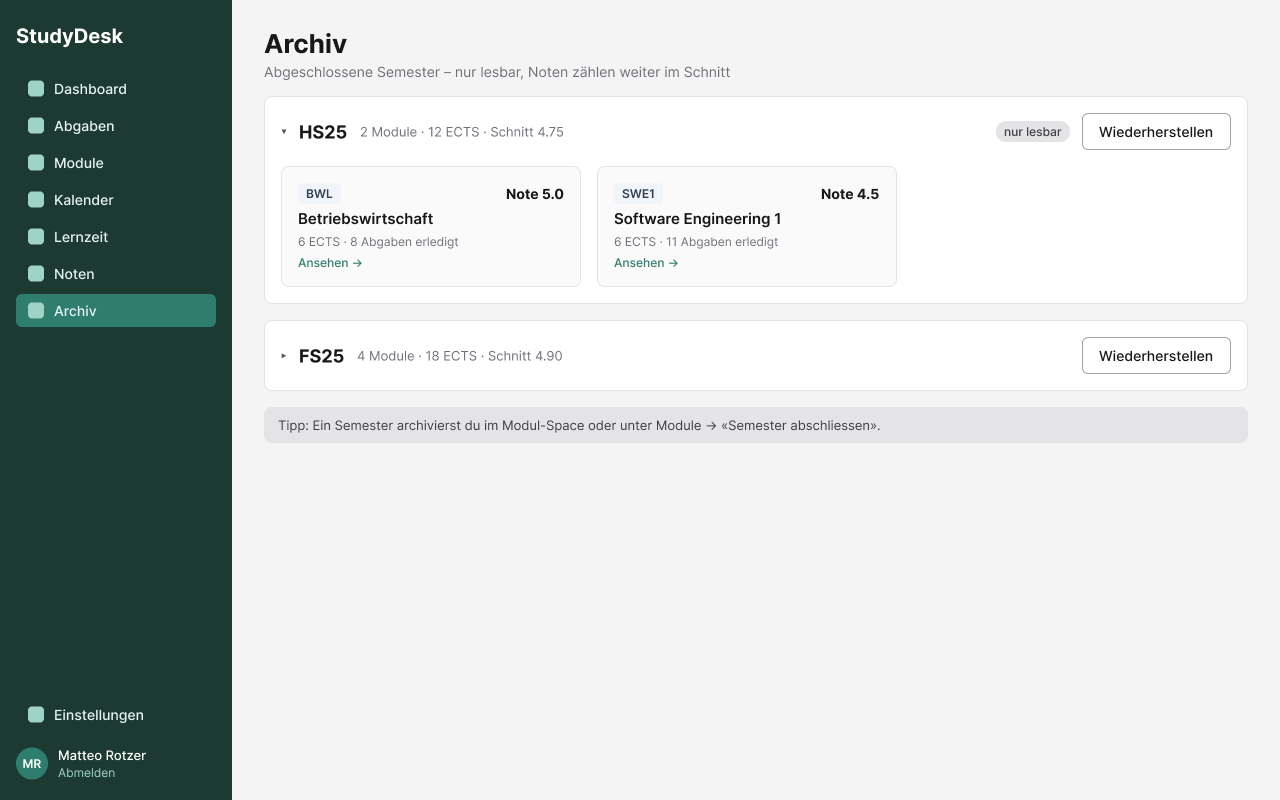 StudyDesk
Dashboard
Abgaben
Module
Kalender
Lernzeit
Noten
Archiv
Einstellungen
MR
Matteo Rotzer
Abmelden
Archiv
Abgeschlossene Semester – nur lesbar, Noten zählen weiter im Schnitt
▾ HS25 2 Module · 12 ECTS · Schnitt 4.75 nur lesbar Wiederherstellen
BWL Note 5.0
Betriebswirtschaft
6 ECTS · 8 Abgaben erledigt
Ansehen →
SWE1 Note 4.5
Software Engineering 1
6 ECTS · 11 Abgaben erledigt
Ansehen →
▸ FS25 4 Module · 18 ECTS · Schnitt 4.90 Wiederherstellen
Tipp: Ein Semester archivierst du im Modul-Space oder unter Module → «Semester abschliessen».